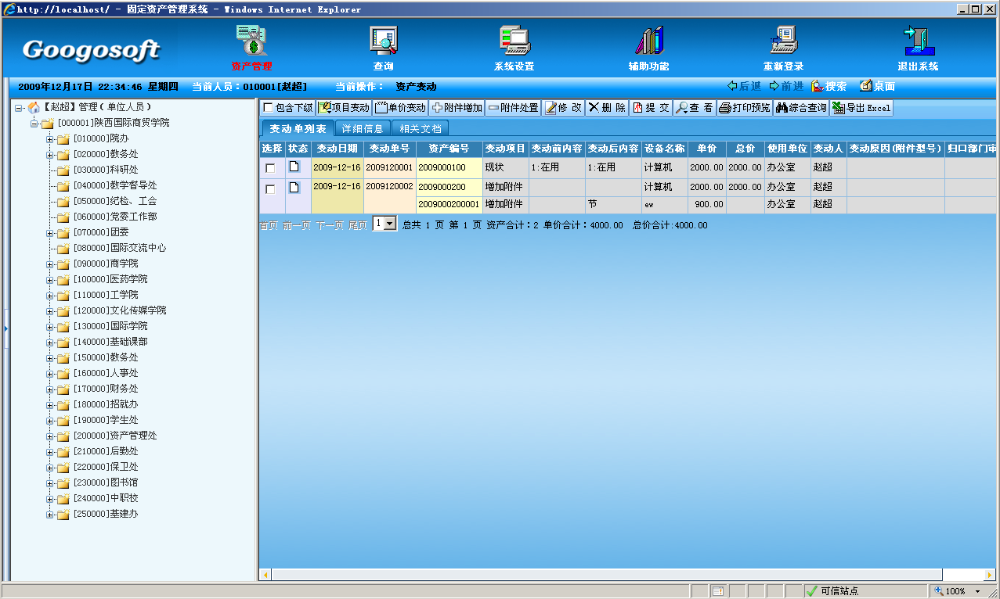 http://localhost/ - 固定资产管理系统 - Windows Internet Explorer
Googosoft
资产管理 查询 系统设置 辅助功能 重新登录 退出系统
2009年12月17日 22:34:46 星期四 当前人员：010001[赵超] 当前操作： 资产变动 后退 前进 搜索 桌面
【赵超】管理(单位人员)
[000001]陕西国际商贸学院
[010000]院办
[020000]教务处
[030000]科研处
[040000]教学督导处
[050000]纪检、工会
[060000]党委工作部
[070000]团委
[080000]国际交流中心
[090000]商学院
[100000]医药学院
[110000]工学院
[120000]文化传媒学院
[130000]国际学院
[140000]基础课部
[150000]教务处
[160000]人事处
[170000]财务处
[180000]招就办
[190000]学生处
[200000]资产管理处
[210000]后勤处
[220000]保卫处
[230000]图书馆
[240000]中职校
[250000]基建办
包含下级 项目变动 单价变动 附件增加 附件处置 修 改 删 除 提 交 查 看 打印预览 综合查询 导出 Excel
变动单列表 详细信息 相关文档
选择 状态 变动日期 变动单号 资产编号 变动项目 变动前内容 变动后内容 设备名称 单价 总价 使用单位 变动人 变动原因(附件型号) 归口部门审
2009-12-16 2009120001 2009000100 现状 1:在用 1:在用 计算机 2000.00 2000.00 办公室 赵超
2009-12-16 2009120002 2009000200 增加附件 计算机 2000.00 2000.00 办公室 赵超
2009000200001 增加附件 节 ew 900.00 办公室 赵超
首页 前一页 下一页 尾页 1 总共 1 页 第 1 页 资产合计：2 单价合计：4000.00 总价合计:4000.00
可信站点 100%